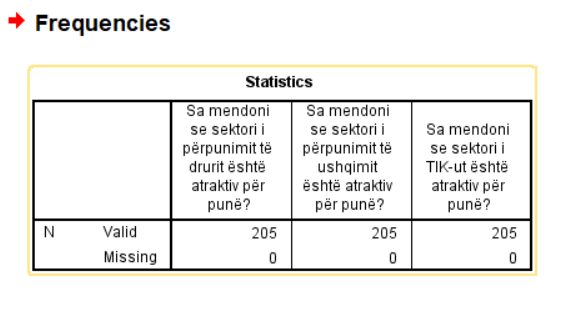 Frequencies
Statistics
Sa mendoni se sektori i përpunimit të drurit është atraktiv për punë?
Sa mendoni se sektori i përpunimit të ushqimit është atraktiv për punë?
Sa mendoni se sektori i TIK-ut është atraktiv për punë?
N Valid 205 205 205
Missing 0 0 0